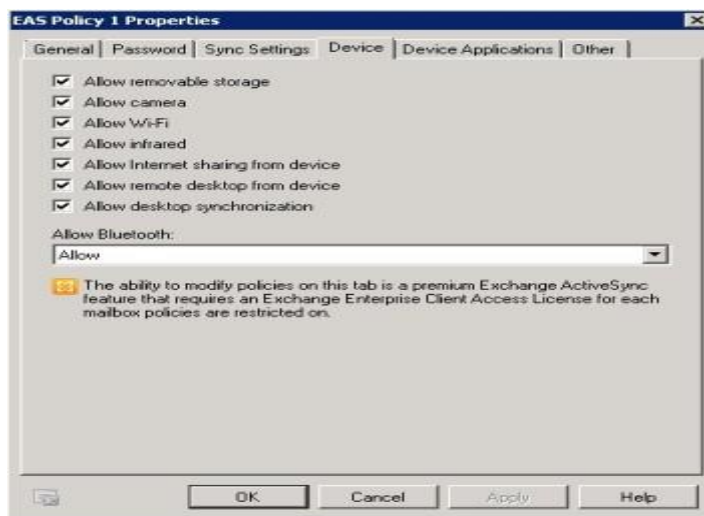 EAS Policy 1 Properties
General Password Sync Settings Device Device Applications Other
Allow removable storage
Allow camera
Allow Wi-Fi
Allow infrared
Allow Internet sharing from device
Allow remote desktop from device
Allow desktop synchronization
Allow Bluetooth:
Allow
The ability to modify policies on this tab is a premium Exchange ActiveSync
feature that requires an Exchange Enterprise Client Access License for each
mailbox policies are restricted on.
OK Cancel Apply Help